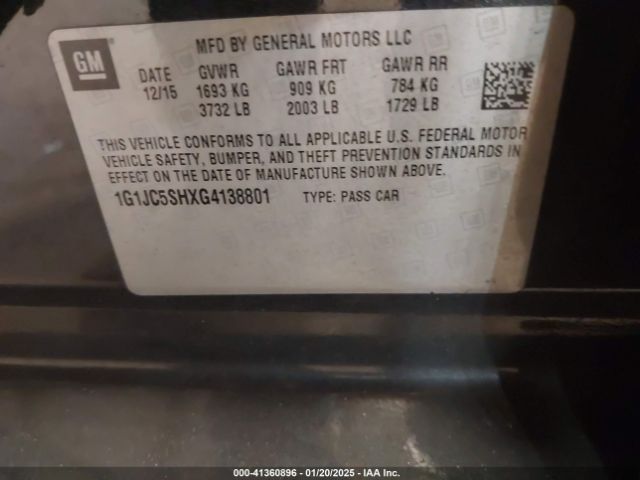 GM
MFD BY GENERAL MOTORS LLC
DATE GVWR GAWR FRT GAWR RR
12/15 1693 KG 909 KG 784 KG
3732 LB 2003 LB 1729 LB
THIS VEHICLE CONFORMS TO ALL APPLICABLE U.S. FEDERAL MOTOR
VEHICLE SAFETY, BUMPER, AND THEFT PREVENTION STANDARDS IN
EFFECT ON THE DATE OF MANUFACTURE SHOWN ABOVE.
1G1JC5SHXG4138801 TYPE: PASS CAR
000-41360896 - 01/20/2025 - IAA Inc.